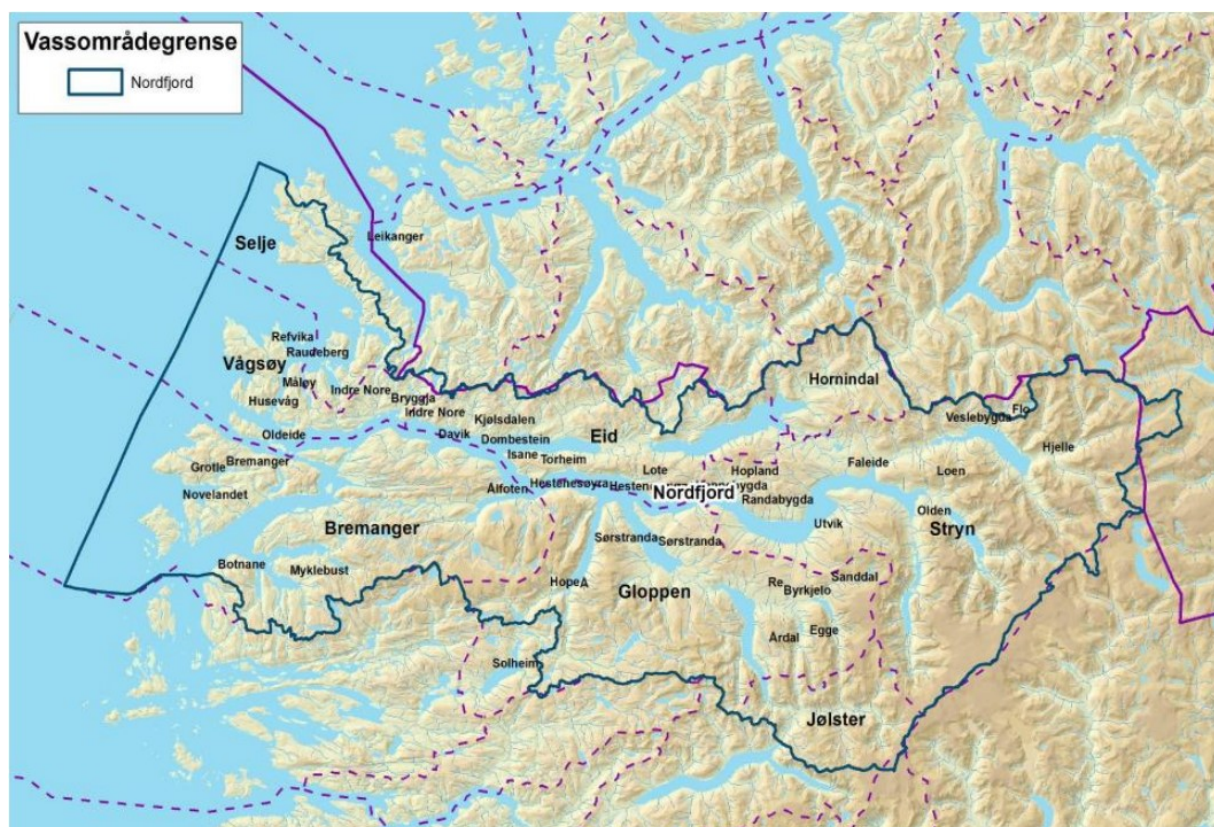 Vassområdegrense
Nordfjord
Leikanger
Selje
Refvika
Raudeberg
Vågsøy
Måløy
Indre Nore
Husevåg
Bryggja
Indre Nore
Kjølsdalen
Hornindal
Veslebygda
Flo
Oldeide
Davik
Dombestein
Eid
Hjelle
Isane
Grotle
Bremanger
Torheim
Lote
Hopland
Faleide
Loen
Novelandet
Ålfoten
Hestenesøyra
Nordfjord
Randabygda
Olden
Bremanger
Utvik
Stryn
Sørstranda
Sørstranda
Botnane
Myklebust
Hope
Gloppen
Re
Byrkjelo
Sanddal
Årdal
Egge
Solheim
Jølster